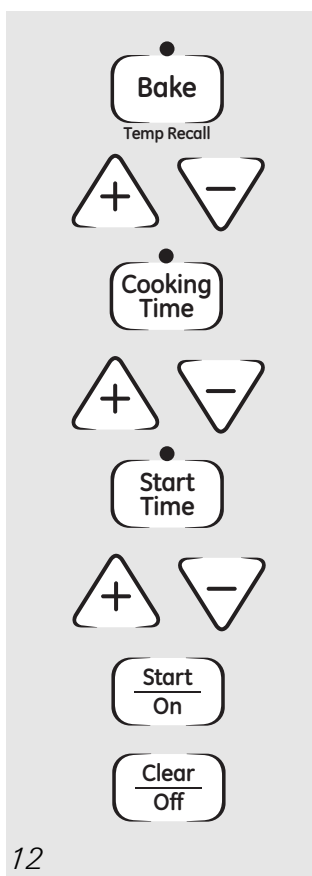 Bake
Temp Recall
+ −
Cooking
Time
+ −
Start
Time
+ −
Start
On
Clear
Off
12